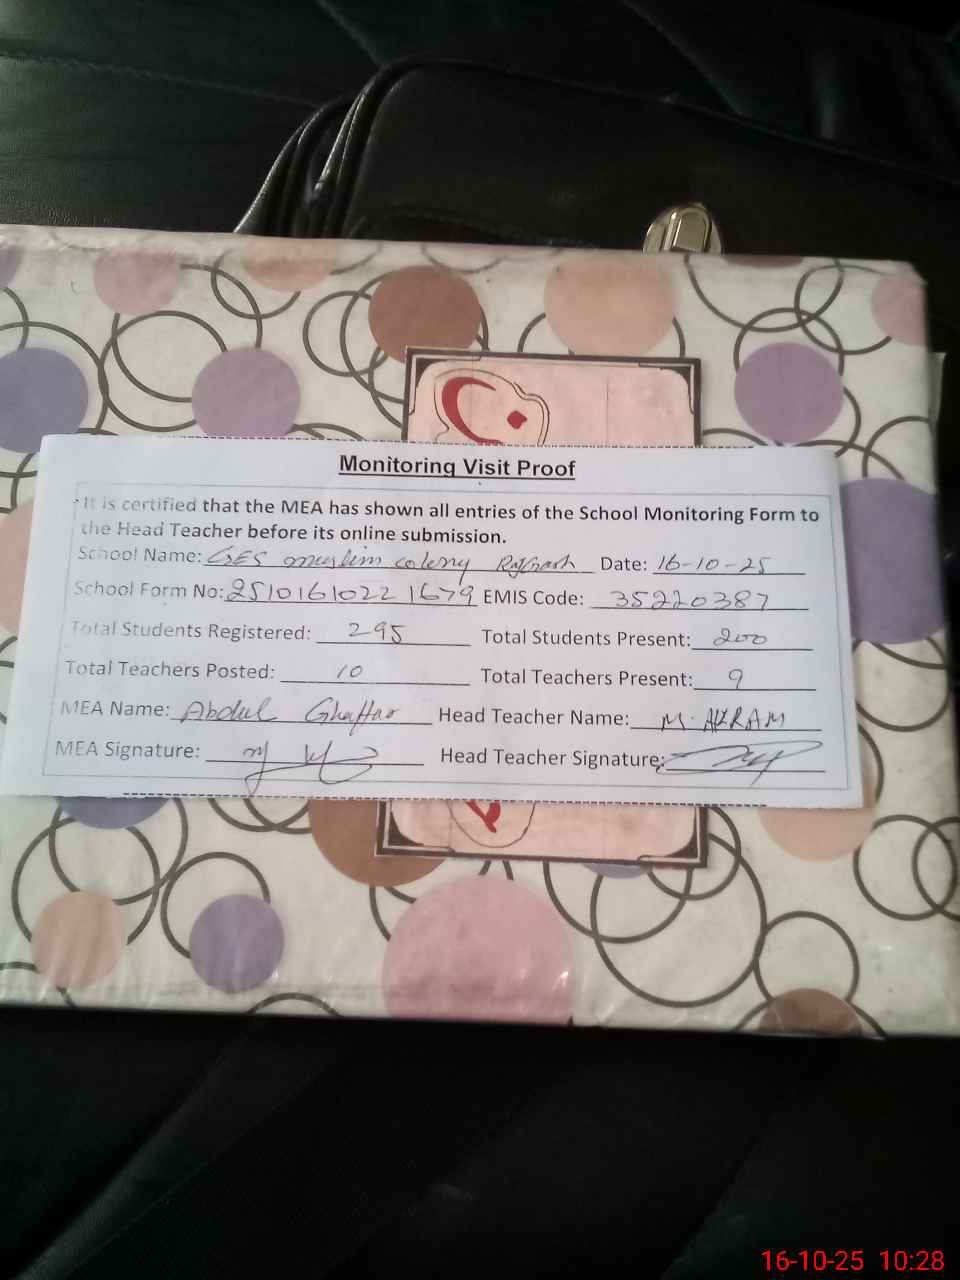 Monitoring Visit Proof
It is certified that the MEA has shown all entries of the School Monitoring Form to
the Head Teacher before its online submission.
School Name: GES muslim colony Rajgrah Date: 16-10-25
School Form No: 2510161022 1679 EMIS Code: 35220387
Total Students Registered: 295 Total Students Present: 200
Total Teachers Posted: 10 Total Teachers Present: 9
MEA Name: Abdul Ghaffar Head Teacher Name: M. AKRAM
MEA Signature: Head Teacher Signature:
16-10-25 10:28